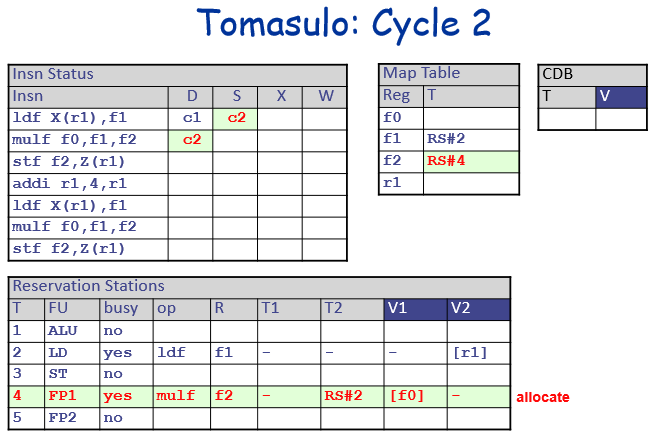 Tomasulo: Cycle 2
Insn Status
Insn D S X W
ldf X(r1),f1 c1 c2
mulf f0,f1,f2 c2
stf f2,Z(r1)
addi r1,4,r1
ldf X(r1),f1
mulf f0,f1,f2
stf f2,Z(r1)
Map Table
Reg T
f0
f1 RS#2
f2 RS#4
r1
CDB
T V
Reservation Stations
T FU busy op R T1 T2 V1 V2
1 ALU no
2 LD yes ldf f1 - - - [r1]
3 ST no
4 FP1 yes mulf f2 - RS#2 [f0] - allocate
5 FP2 no